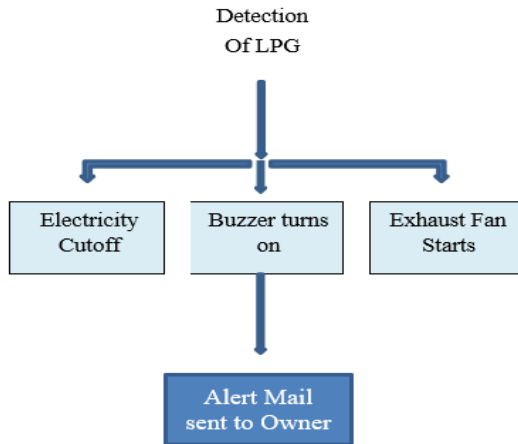 Detection
Of LPG
Electricity
Cutoff
Buzzer turns
on
Exhaust Fan
Starts
Alert Mail
sent to Owner